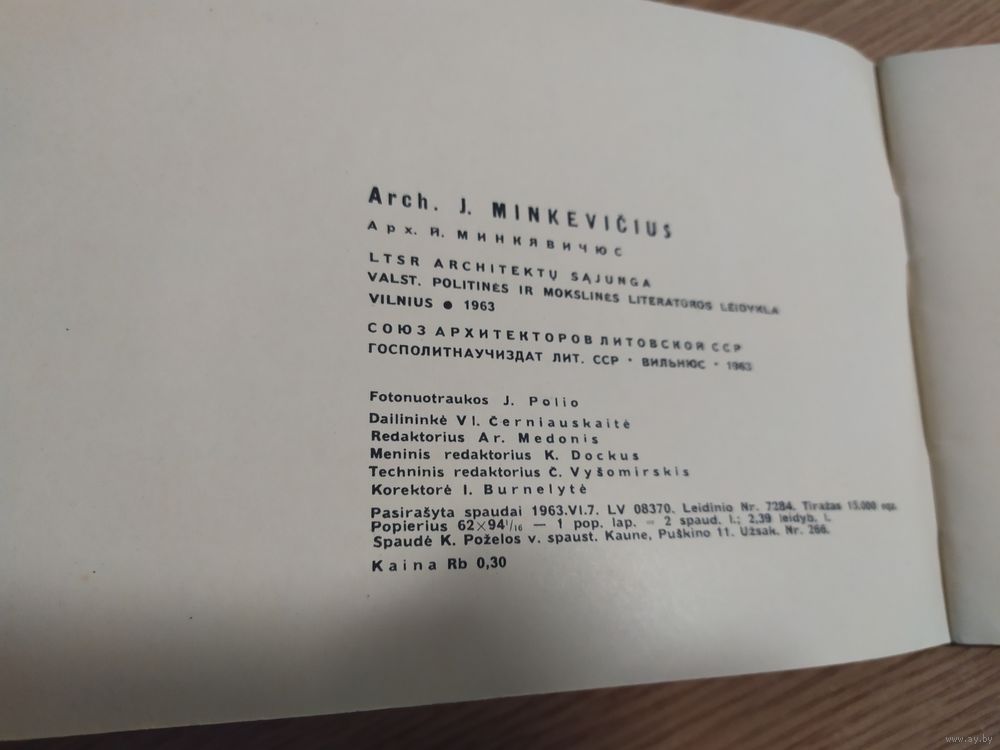 Arch. J. MINKEVIČIUS
Арх. Й. МИНКЯВИЧЮС
LTSR ARCHITEKTŲ SĄJUNGA
VALST. POLITINĖS IR MOKSLINĖS LITERATŪROS LEIDYKLA
VILNIUS ● 1963
СОЮЗ АРХИТЕКТОРОВ ЛИТОВСКОЙ ССР
ГОСПОЛИТНАУЧИЗДАТ ЛИТ. ССР • ВИЛЬНЮС • 1963
Fotonuotraukos J. Polio
Dailininkė Vl. Černiauskaitė
Redaktorius Ar. Medonis
Meninis redaktorius K. Dockus
Techninis redaktorius Č. Vyšomirskis
Korektorė I. Burnelytė
Pasirašyta spaudai 1963.VI.7. LV 08370. Leidinio Nr. 7284. Tiražas 15.000 egz.
Popierius 62×94¹/₁₆ — 1 pop. lap. = 2 spaud. l.; 2,39 leidyb. l.
Spaudė K. Poželos v. spaust. Kaune, Puškino 11. Užsak. Nr. 266.
Kaina Rb 0,30
www.ay.by